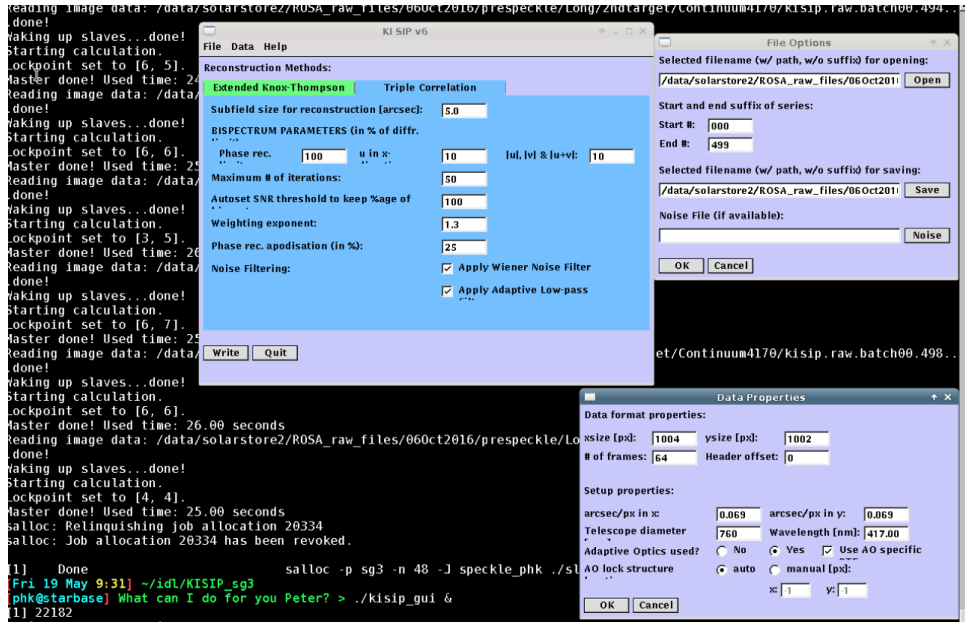 Reading image data: /data/solarstore2/ROSA_raw_files/06Oct2016/prespeckle/Long/2ndtarget/Continuum4170/kisip.raw.batch00.494..
.done!
Waking up slaves...done!
Starting calculation.
Lockpoint set to [6, 5].
Master done! Used time: 24
Reading image data: /data/
.done!
Waking up slaves...done!
Starting calculation.
Lockpoint set to [6, 6].
Master done! Used time: 25
Reading image data: /data/
.done!
Waking up slaves...done!
Starting calculation.
Lockpoint set to [3, 5].
Master done! Used time: 26
Reading image data: /data/
.done!
Waking up slaves...done!
Starting calculation.
Lockpoint set to [6, 7].
Master done! Used time: 25
Reading image data: /data/ et/Continuum4170/kisip.raw.batch00.498..
.done!
Waking up slaves...done!
Starting calculation.
Lockpoint set to [6, 6].
Master done! Used time: 26.00 seconds
Reading image data: /data/solarstore2/ROSA_raw_files/06Oct2016/prespeckle/Lo
.done!
Waking up slaves...done!
Starting calculation.
Lockpoint set to [4, 4].
Master done! Used time: 25.00 seconds
salloc: Relinquishing job allocation 20334
salloc: Job allocation 20334 has been revoked.
[1] Done salloc -p sg3 -n 48 -J speckle_phk ./sl
[Fri 19 May 9:31] ~/idl/KISIP_sg3
[phk@starbase] What can I do for you Peter? > ./kisip_gui &
[1] 22182
KISIP v6
File Data Help
Reconstruction Methods:
Extended Knox-Thompson Triple Correlation
Subfield size for reconstruction [arcsec]: 5.0
BISPECTRUM PARAMETERS (in % of diffr.
Phase rec. 100 u in x- 10 |u|, |v| & |u+v|: 10
Maximum # of iterations: 50
Autoset SNR threshold to keep %age of 100
Weighting exponent: 1.3
Phase rec. apodisation (in %): 25
Noise Filtering: Apply Wiener Noise Filter
Apply Adaptive Low-pass
Write Quit
File Options
Selected filename (w/ path, w/o suffix) for opening:
/data/solarstore2/ROSA_raw_files/06Oct201 Open
Start and end suffix of series:
Start #: 000
End #: 499
Selected filename (w/ path, w/o suffix) for saving:
/data/solarstore2/ROSA_raw_files/06Oct201 Save
Noise File (if available):
Noise
OK Cancel
Data Properties
Data format properties:
xsize [px]: 1004 ysize [px]: 1002
# of frames: 64 Header offset: 0
Setup properties:
arcsec/px in x: 0.069 arcsec/px in y: 0.069
Telescope diameter 760 Wavelength [nm]: 417.00
Adaptive Optics used? No Yes Use AO specific
AO lock structure auto manual [px]:
x: -1 y: -1
OK Cancel